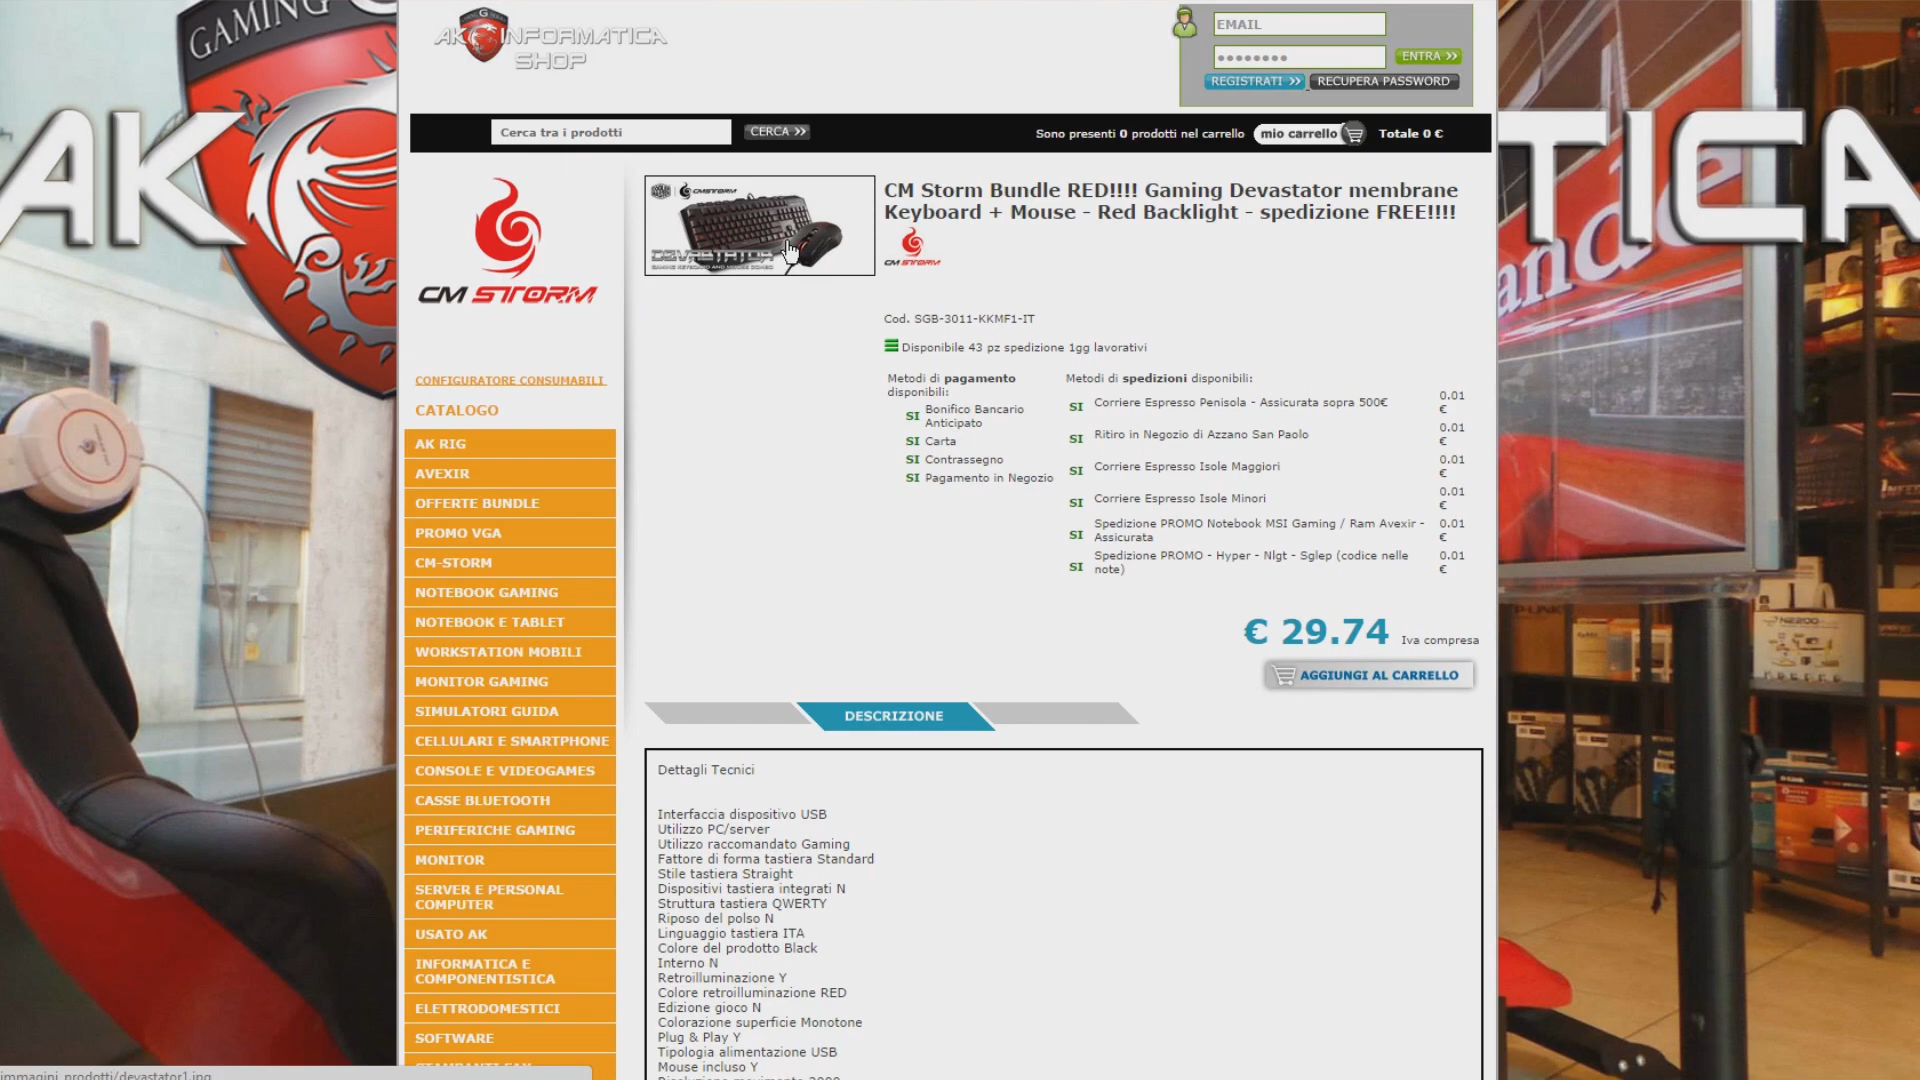 GAMING G
AK
TICA
ande
AK INFORMATICA
SHOP
EMAIL
ENTRA >>
REGISTRATI >>
RECUPERA PASSWORD
Cerca tra i prodotti
CERCA >>
Sono presenti 0 prodotti nel carrello
mio carrello
Totale 0 €
CM STORM
CMSTORM
DEVASTATOR
CM Storm Bundle RED!!!! Gaming Devastator membrane
Keyboard + Mouse - Red Backlight - spedizione FREE!!!!
CM STORM
Cod. SGB-3011-KKMF1-IT
Disponibile 43 pz spedizione 1gg lavorativi
Metodi di pagamento
disponibili:
SI Bonifico Bancario
Anticipato
SI Carta
SI Contrassegno
SI Pagamento in Negozio
Metodi di spedizioni disponibili:
SI Corriere Espresso Penisola - Assicurata sopra 500€ 0.01
€
SI Ritiro in Negozio di Azzano San Paolo 0.01
€
SI Corriere Espresso Isole Maggiori 0.01
€
SI Corriere Espresso Isole Minori 0.01
€
SI Spedizione PROMO Notebook MSI Gaming / Ram Avexir - 0.01
Assicurata €
SI Spedizione PROMO - Hyper - Nlgt - Sglep (codice nelle 0.01
note) €
€ 29.74 Iva compresa
AGGIUNGI AL CARRELLO
CONFIGURATORE CONSUMABILI
CATALOGO
AK RIG
AVEXIR
OFFERTE BUNDLE
PROMO VGA
CM-STORM
NOTEBOOK GAMING
NOTEBOOK E TABLET
WORKSTATION MOBILI
MONITOR GAMING
SIMULATORI GUIDA
CELLULARI E SMARTPHONE
CONSOLE E VIDEOGAMES
CASSE BLUETOOTH
PERIFERICHE GAMING
MONITOR
SERVER E PERSONAL
COMPUTER
USATO AK
INFORMATICA E
COMPONENTISTICA
ELETTRODOMESTICI
SOFTWARE
DESCRIZIONE
Dettagli Tecnici
Interfaccia dispositivo USB
Utilizzo PC/server
Utilizzo raccomandato Gaming
Fattore di forma tastiera Standard
Stile tastiera Straight
Dispositivi tastiera integrati N
Struttura tastiera QWERTY
Riposo del polso N
Linguaggio tastiera ITA
Colore del prodotto Black
Interno N
Retroilluminazione Y
Colore retroilluminazione RED
Edizione gioco N
Colorazione superficie Monotone
Plug & Play Y
Tipologia alimentazione USB
Mouse incluso Y
immagini_prodotti/devastator1.jpg